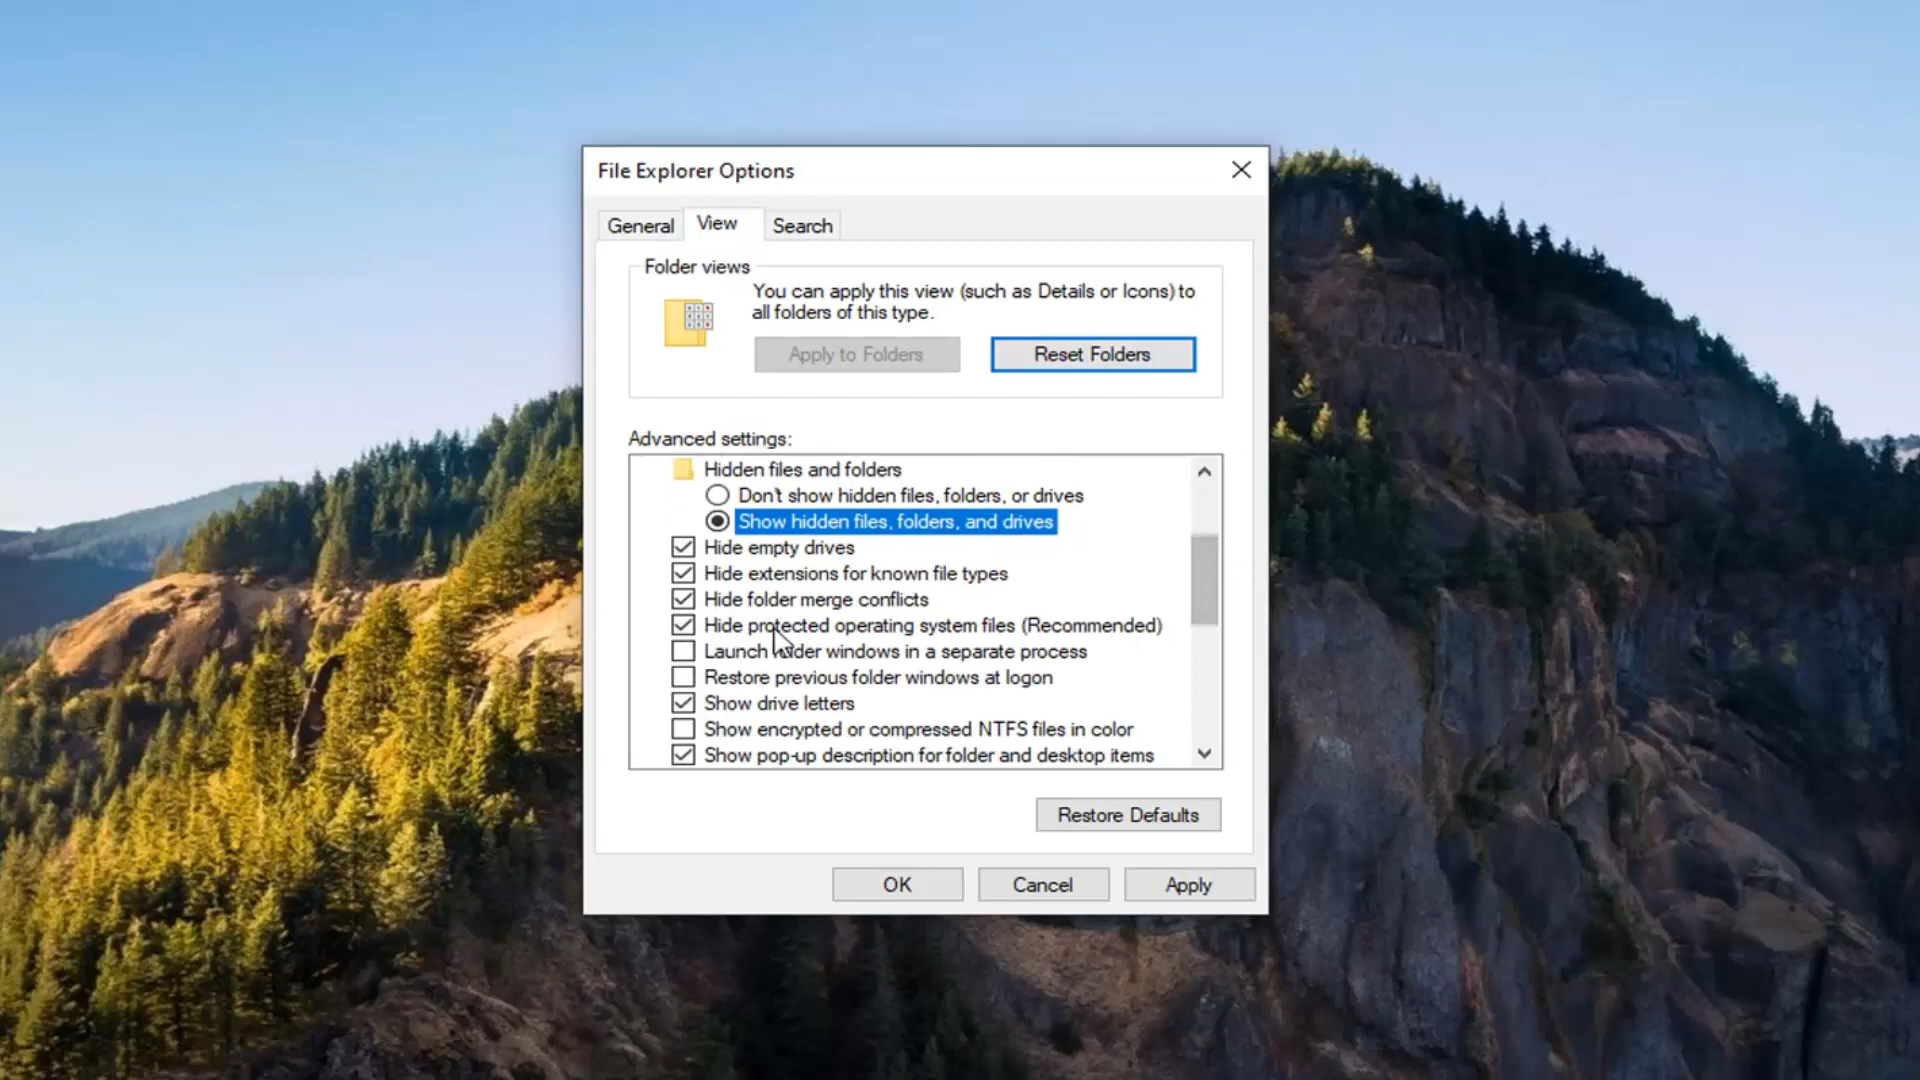 File Explorer Options
General
View
Search
Folder views
You can apply this view (such as Details or Icons) to
all folders of this type.
Apply to Folders
Reset Folders
Advanced settings:
Hidden files and folders
Don't show hidden files, folders, or drives
Show hidden files, folders, and drives
Hide empty drives
Hide extensions for known file types
Hide folder merge conflicts
Hide protected operating system files (Recommended)
Launch folder windows in a separate process
Restore previous folder windows at logon
Show drive letters
Show encrypted or compressed NTFS files in color
Show pop-up description for folder and desktop items
Restore Defaults
OK
Cancel
Apply